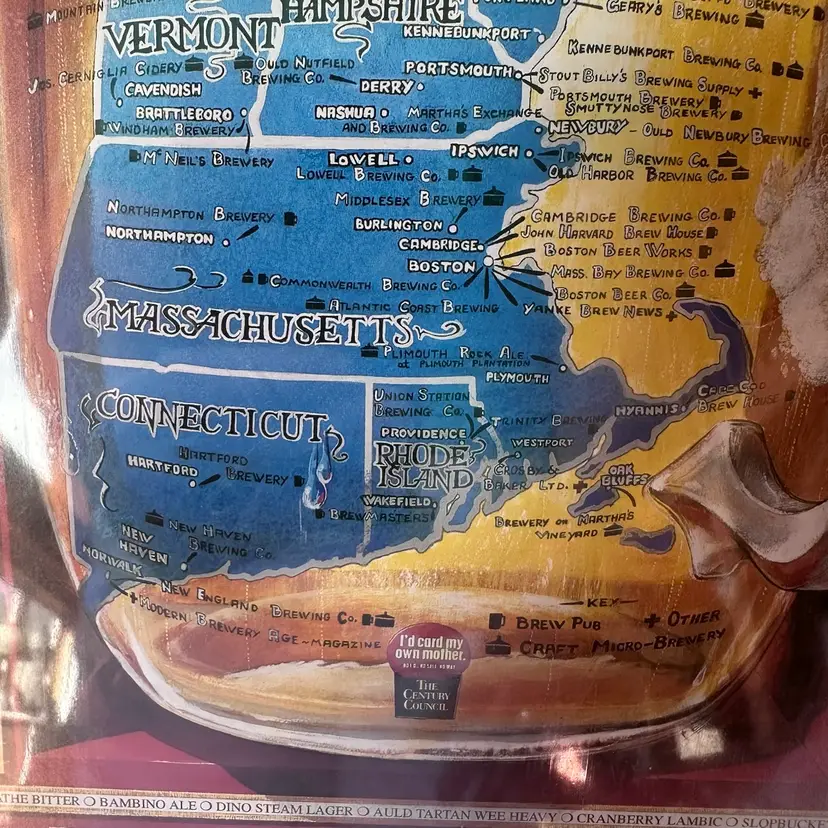 MOUNTAIN
HAMPSHIRE
GEARY'S BREWING
BREWERY
VERMONT
KENNEBUNKPORT
KENNEBUNKPORT BREWING CO.
JOS. CERNIGLIA CIDERY
OULD NUTFIELD
BREWING CO.
PORTSMOUTH
STOUT BILLY'S BREWING SUPPLY
CAVENDISH
DERRY
PORTSMOUTH BREWERY
SMUTTYNOSE BREWERY
BRATTLEBORO
NASHUA
MARTHA'S EXCHANGE
AND BREWING CO.
WINDHAM BREWERY
NEWBURY - OULD NEWBURY BREWING
McNEIL'S BREWERY
LOWELL
IPSWICH
IPSWICH BREWING CO.
LOWELL BREWING CO.
OLD HARBOR BREWING CO.
MIDDLESEX BREWERY
NORTHAMPTON BREWERY
BURLINGTON
CAMBRIDGE BREWING CO.
NORTHAMPTON
JOHN HARVARD BREW HOUSE
CAMBRIDGE
BOSTON BEER WORKS
BOSTON
MASS. BAY BREWING CO.
COMMONWEALTH BREWING CO.
BOSTON BEER CO.
ATLANTIC COAST BREWING
YANKE BREW NEWS
MASSACHUSETTS
PLIMOUTH ROCK ALE
AT PLIMOUTH PLANTATION
PLYMOUTH
CAPE COD
BREW HOUSE
HYANNIS
UNION STATION
BREWING CO.
TRINITY BREWING
CONNECTICUT
PROVIDENCE
WESTPORT
RHODE
ISLAND
HARTFORD
HARTFORD
BREWERY
CROSBY &
BAKER LTD.
OAK
BLUFFS
WAKEFIELD
BREWMASTERS
BREWERY ON MARTHA'S
VINEYARD
NEW
HAVEN
NEW HAVEN
BREWING CO.
NORWALK
NEW ENGLAND BREWING CO.
MODERN BREWERY AGE ~ MAGAZINE
KEY
BREW PUB
OTHER
CRAFT MICRO-BREWERY
I'd card my
own mother.
THE
CENTURY
COUNCIL
THE BITTER ❍ BAMBINO ALE ❍ DINO STEAM LAGER ❍ AULD TARTAN WEE HEAVY ❍ CRANBERRY LAMBIC ❍ SLOPBUCKE